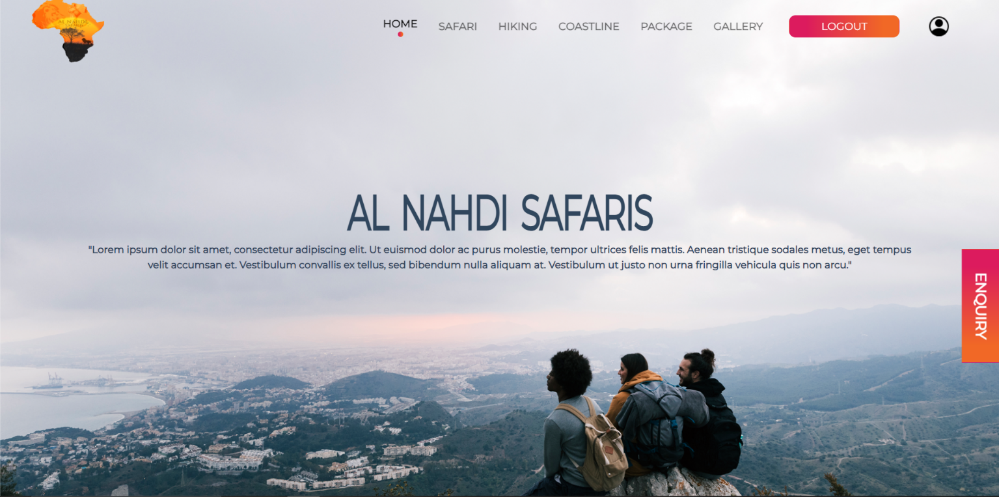 AL NAHDI
SAFARIS
HOME
SAFARI
HIKING
COASTLINE
PACKAGE
GALLERY
LOGOUT
AL NAHDI SAFARIS
"Lorem ipsum dolor sit amet, consectetur adipiscing elit. Ut euismod dolor ac purus molestie, tempor ultrices felis mattis. Aenean tristique sodales metus, eget tempus
velit accumsan et. Vestibulum convallis ex tellus, sed bibendum nulla aliquam at. Vestibulum ut justo non urna fringilla vehicula quis non arcu."
ENQUIRY